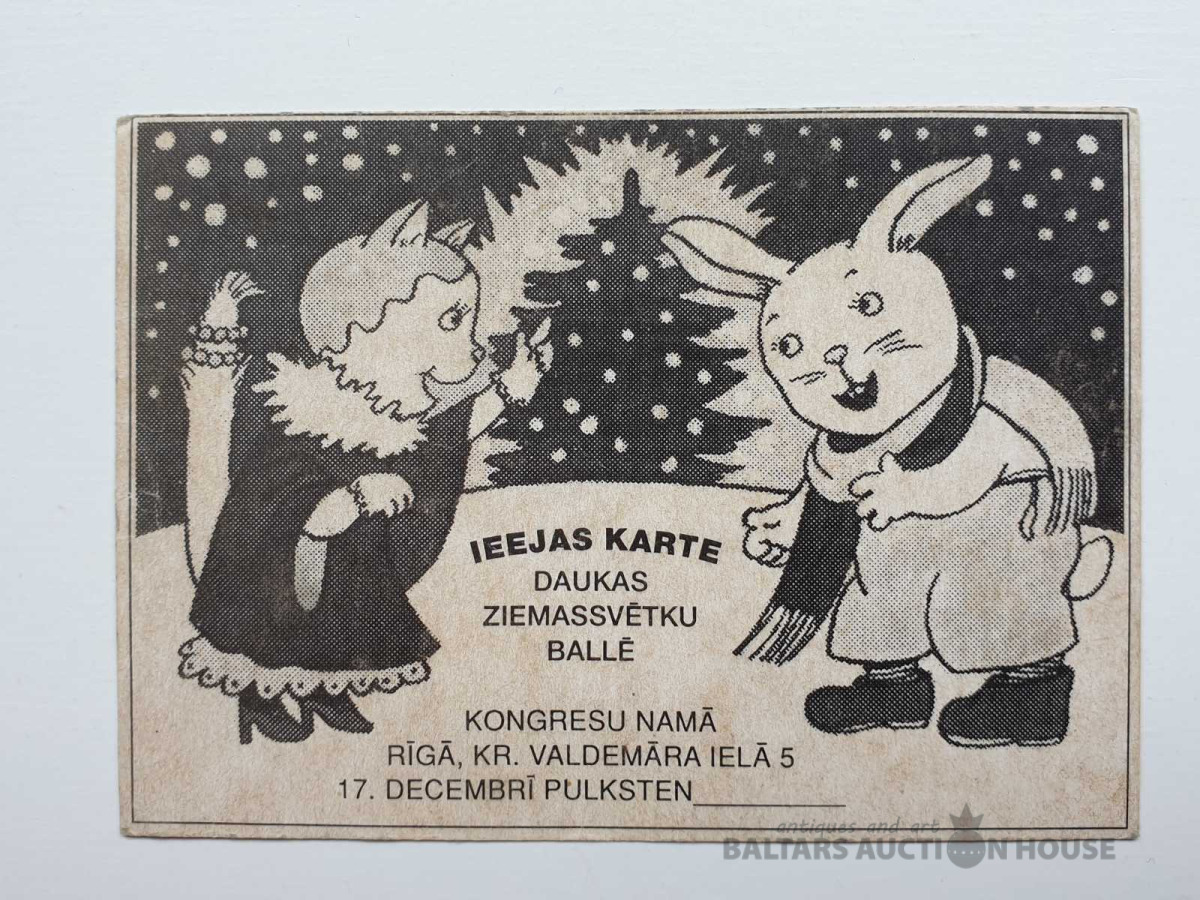 IEEJAS KARTE
DAUKAS
ZIEMASSVĒTKU
BALLĒ
KONGRESU NAMĀ
RĪGĀ, KR. VALDEMĀRA IELĀ 5
17. DECEMBRĪ PULKSTEN__________
antiques and art
BALTARS AUCTION HOUSE